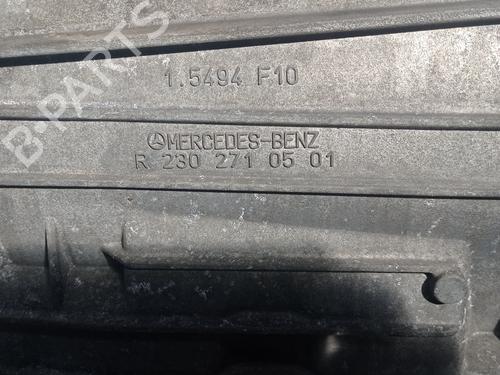 B-PARTS
1.5494 F10
MERCEDES-BENZ
R 230 271 05 01